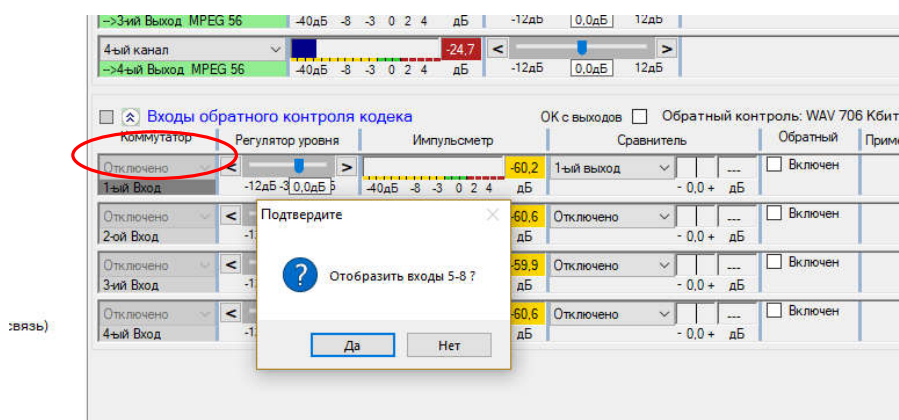 -->3-ий Выход MPEG 56 -40дБ -8 -3 0 2 4 дБ -12дБ 0,0дБ 12дБ
4-ый канал -24,7 < >
-->4-ый Выход MPEG 56 -40дБ -8 -3 0 2 4 дБ -12дБ 0,0дБ 12дБ
Входы обратного контроля кодека ОК с выходов Обратный контроль: WAV 706 Кбит
Коммутатор Регулятор уровня Импульсметр Сравнитель Обратный
Отключено < > -60,2 1-ый выход --- Включен
1-ый Вход -12дБ -3 0,0дБ -40дБ -8 -3 0 2 4 дБ - 0,0 + дБ
Отключено < -60,6 Отключено --- Включен
2-ой Вход дБ - 0,0 + дБ
Отключено < -59,9 Отключено --- Включен
3-ий Вход дБ - 0,0 + дБ
Отключено < -60,6 Отключено --- Включен
4-ый Вход дБ - 0,0 + дБ
связь)
Подтвердите
Отобразить входы 5-8 ?
Да Нет